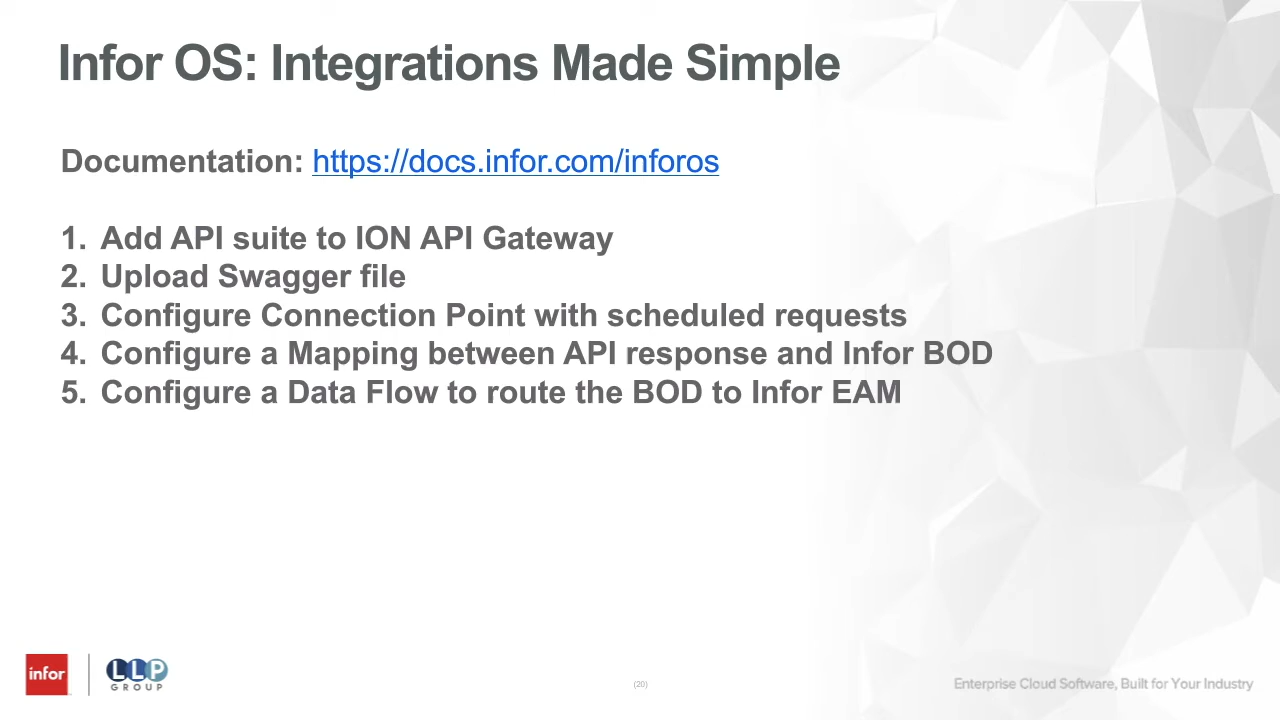 Infor OS: Integrations Made Simple
Documentation: https://docs.infor.com/inforos
1. Add API suite to ION API Gateway
2. Upload Swagger file
3. Configure Connection Point with scheduled requests
4. Configure a Mapping between API response and Infor BOD
5. Configure a Data Flow to route the BOD to Infor EAM
infor
LLP
GROUP
(20)
Enterprise Cloud Software, Built for Your Industry